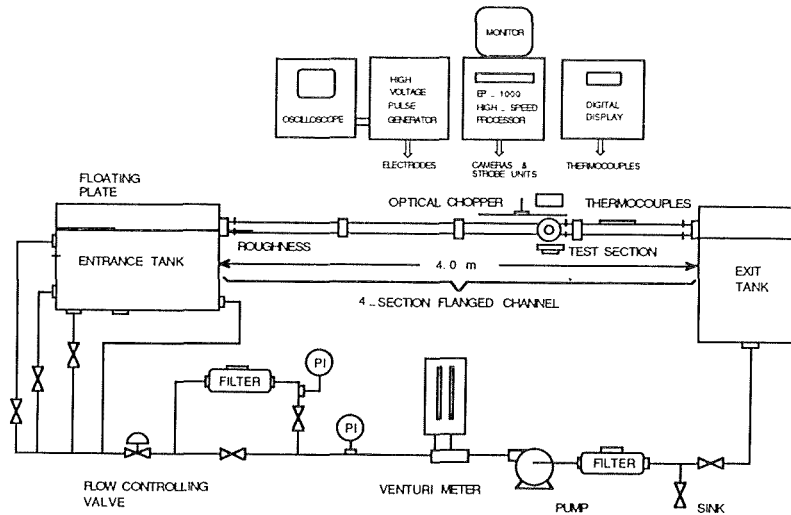 MONITOR
OSCILLOSCOPE
HIGH
VOLTAGE
PULSE
GENERATOR
EP - 1000
HIGH - SPEED
PROCESSOR
DIGITAL
DISPLAY
ELECTRODES
CAMERAS &
STROBE UNITS
THERMOCOUPLES
FLOATING
PLATE
OPTICAL CHOPPER
THERMOCOUPLES
ROUGHNESS
TEST SECTION
ENTRANCE TANK
4.0 m
EXIT
TANK
4 - SECTION FLANGED CHANNEL
PI
FILTER
PI
FILTER
FLOW CONTROLLING
VALVE
VENTURI METER
PUMP
SINK